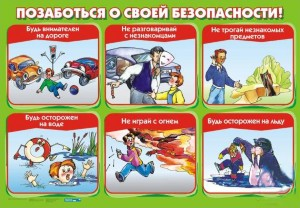 ПОЗАБОТЬСЯ О СВОЕЙ БЕЗОПАСНОСТИ!
Будь внимателен
на дороге
Не разговаривай
с незнакомцами
Не трогай незнакомых
предметов
Будь осторожен
на воде
Не играй с огнем
Будь осторожен на льду